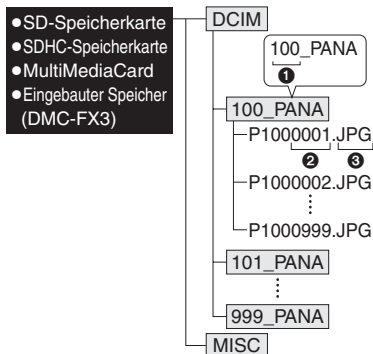 ●SD-Speicherkarte
●SDHC-Speicherkarte
●MultiMediaCard
●Eingebauter Speicher
(DMC-FX3)
DCIM
100_PANA
❶
100_PANA
P1000001.JPG
❷ ❸
P1000002.JPG
P1000999.JPG
101_PANA
999_PANA
MISC